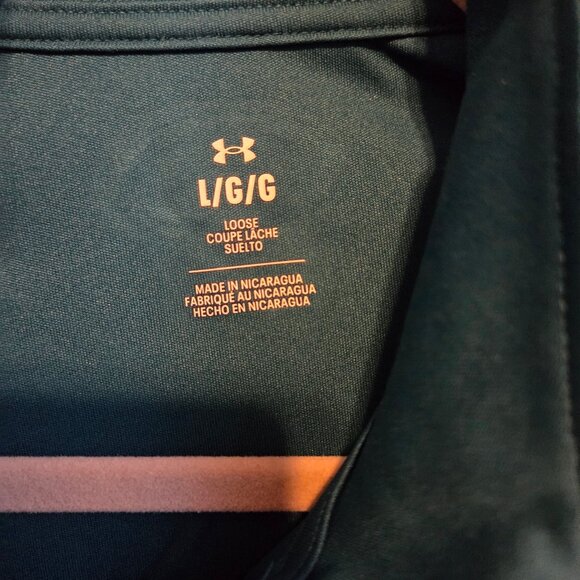 L/G/G
LOOSE
COUPE LÂCHE
SUELTO
MADE IN NICARAGUA
FABRIQUÉ AU NICARAGUA
HECHO EN NICARAGUA